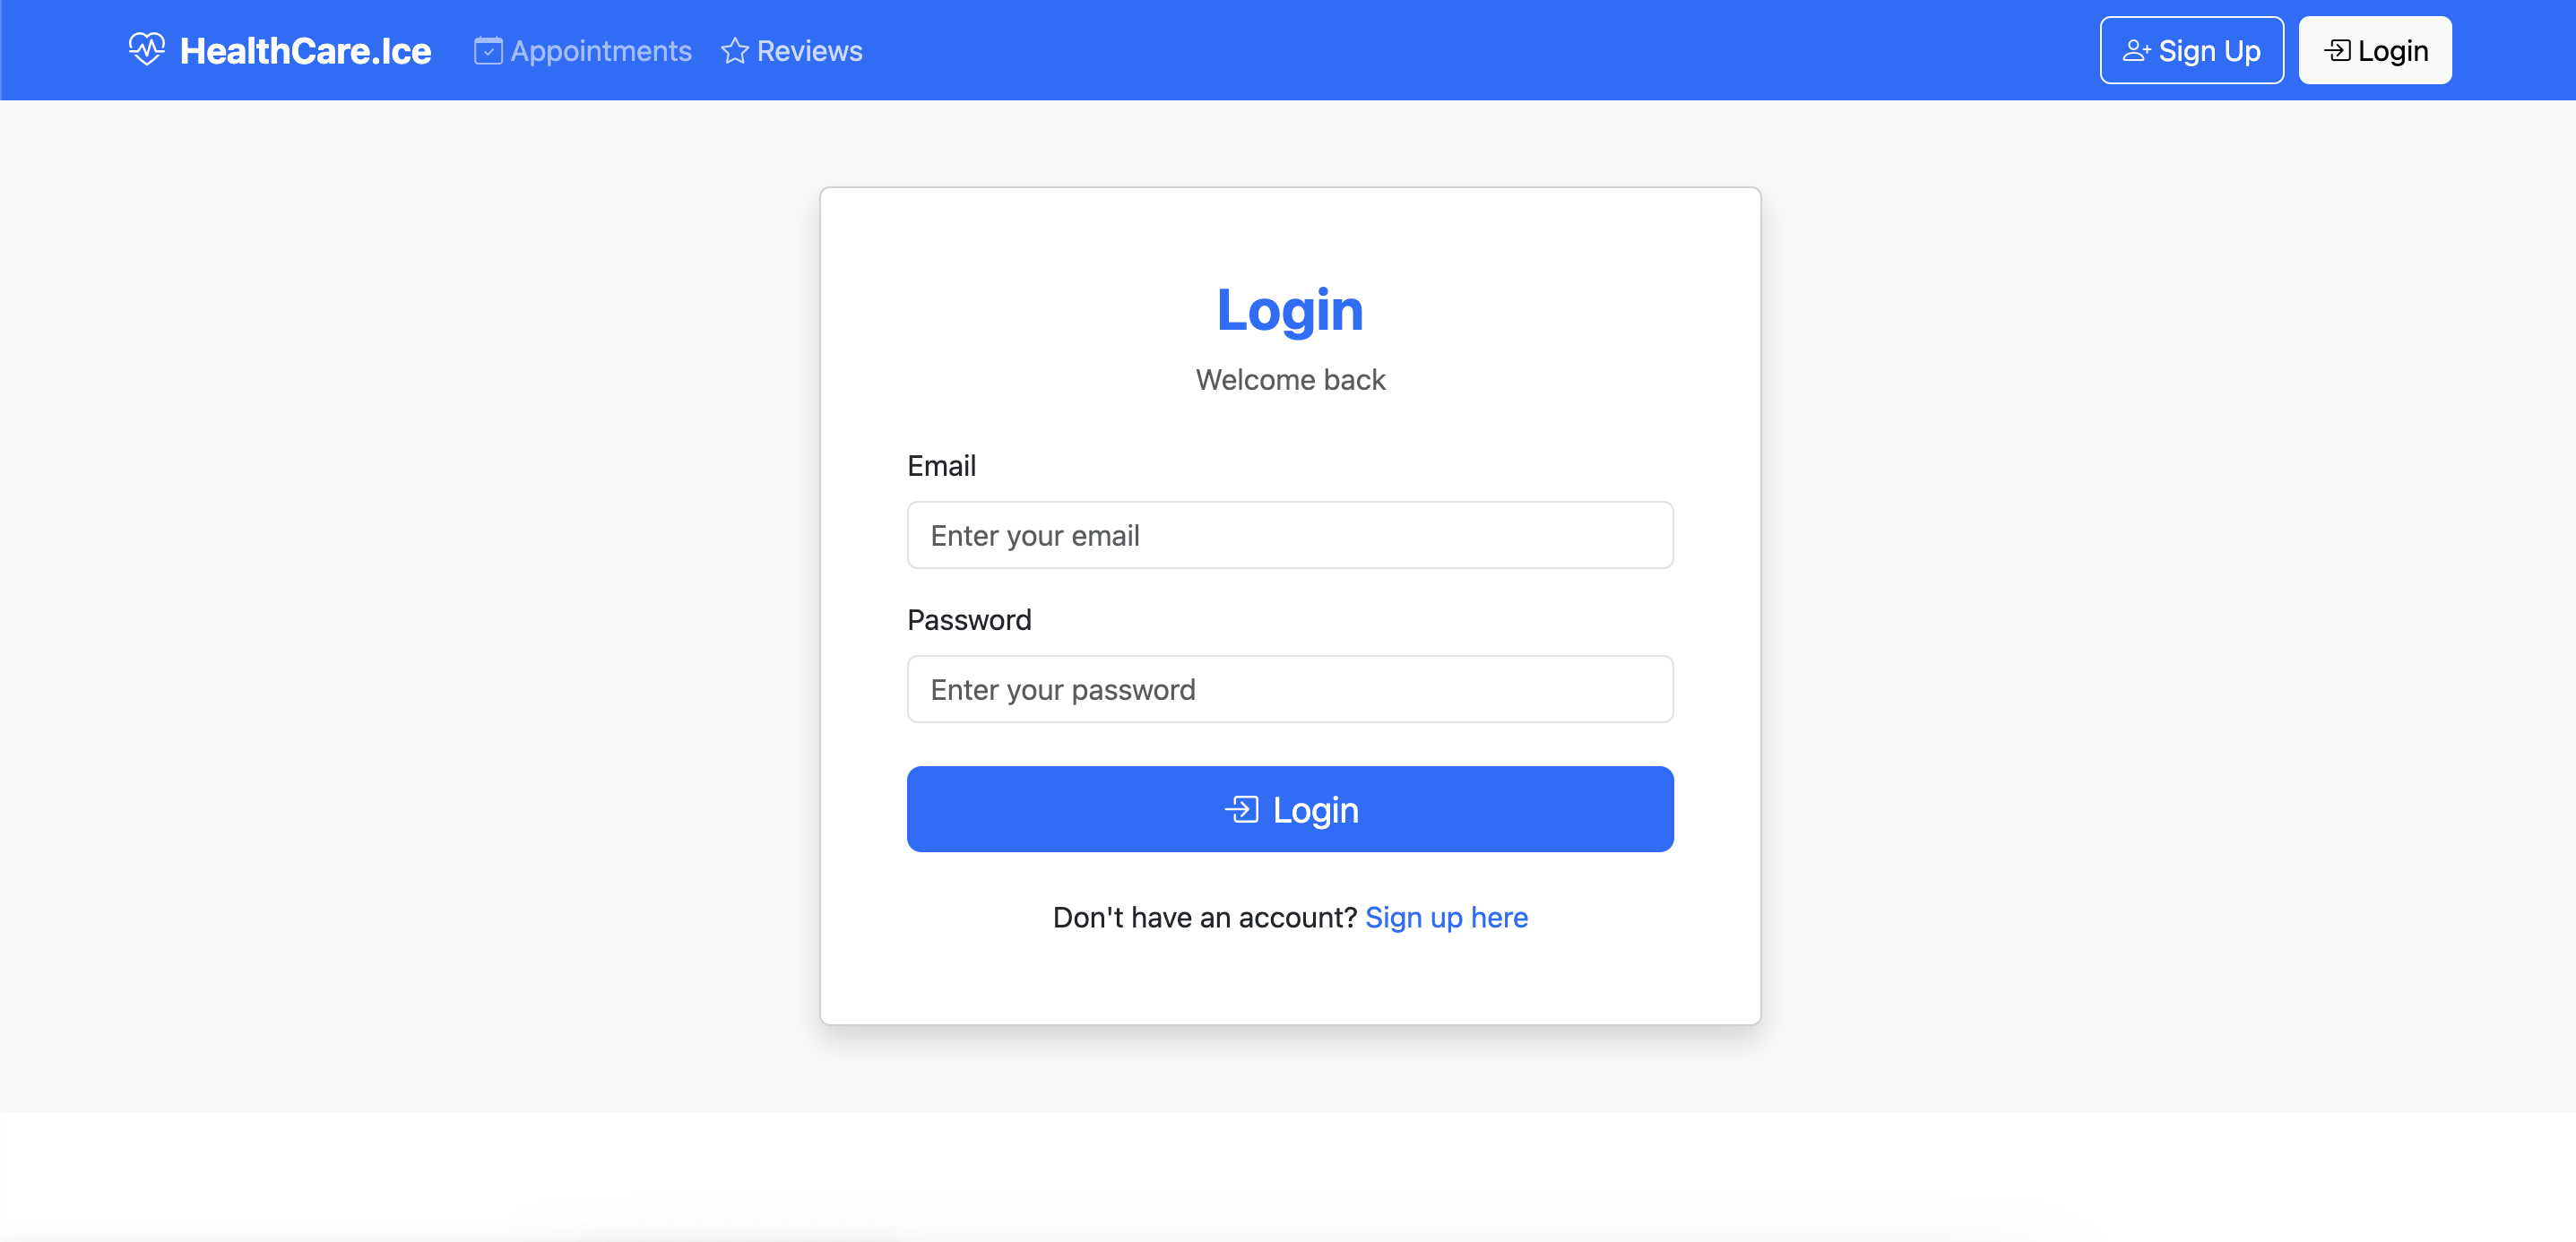 HealthCare.Ice Appointments Reviews Sign Up Login
Login
Welcome back
Email
Enter your email
Password
Enter your password
Login
Don't have an account? Sign up here